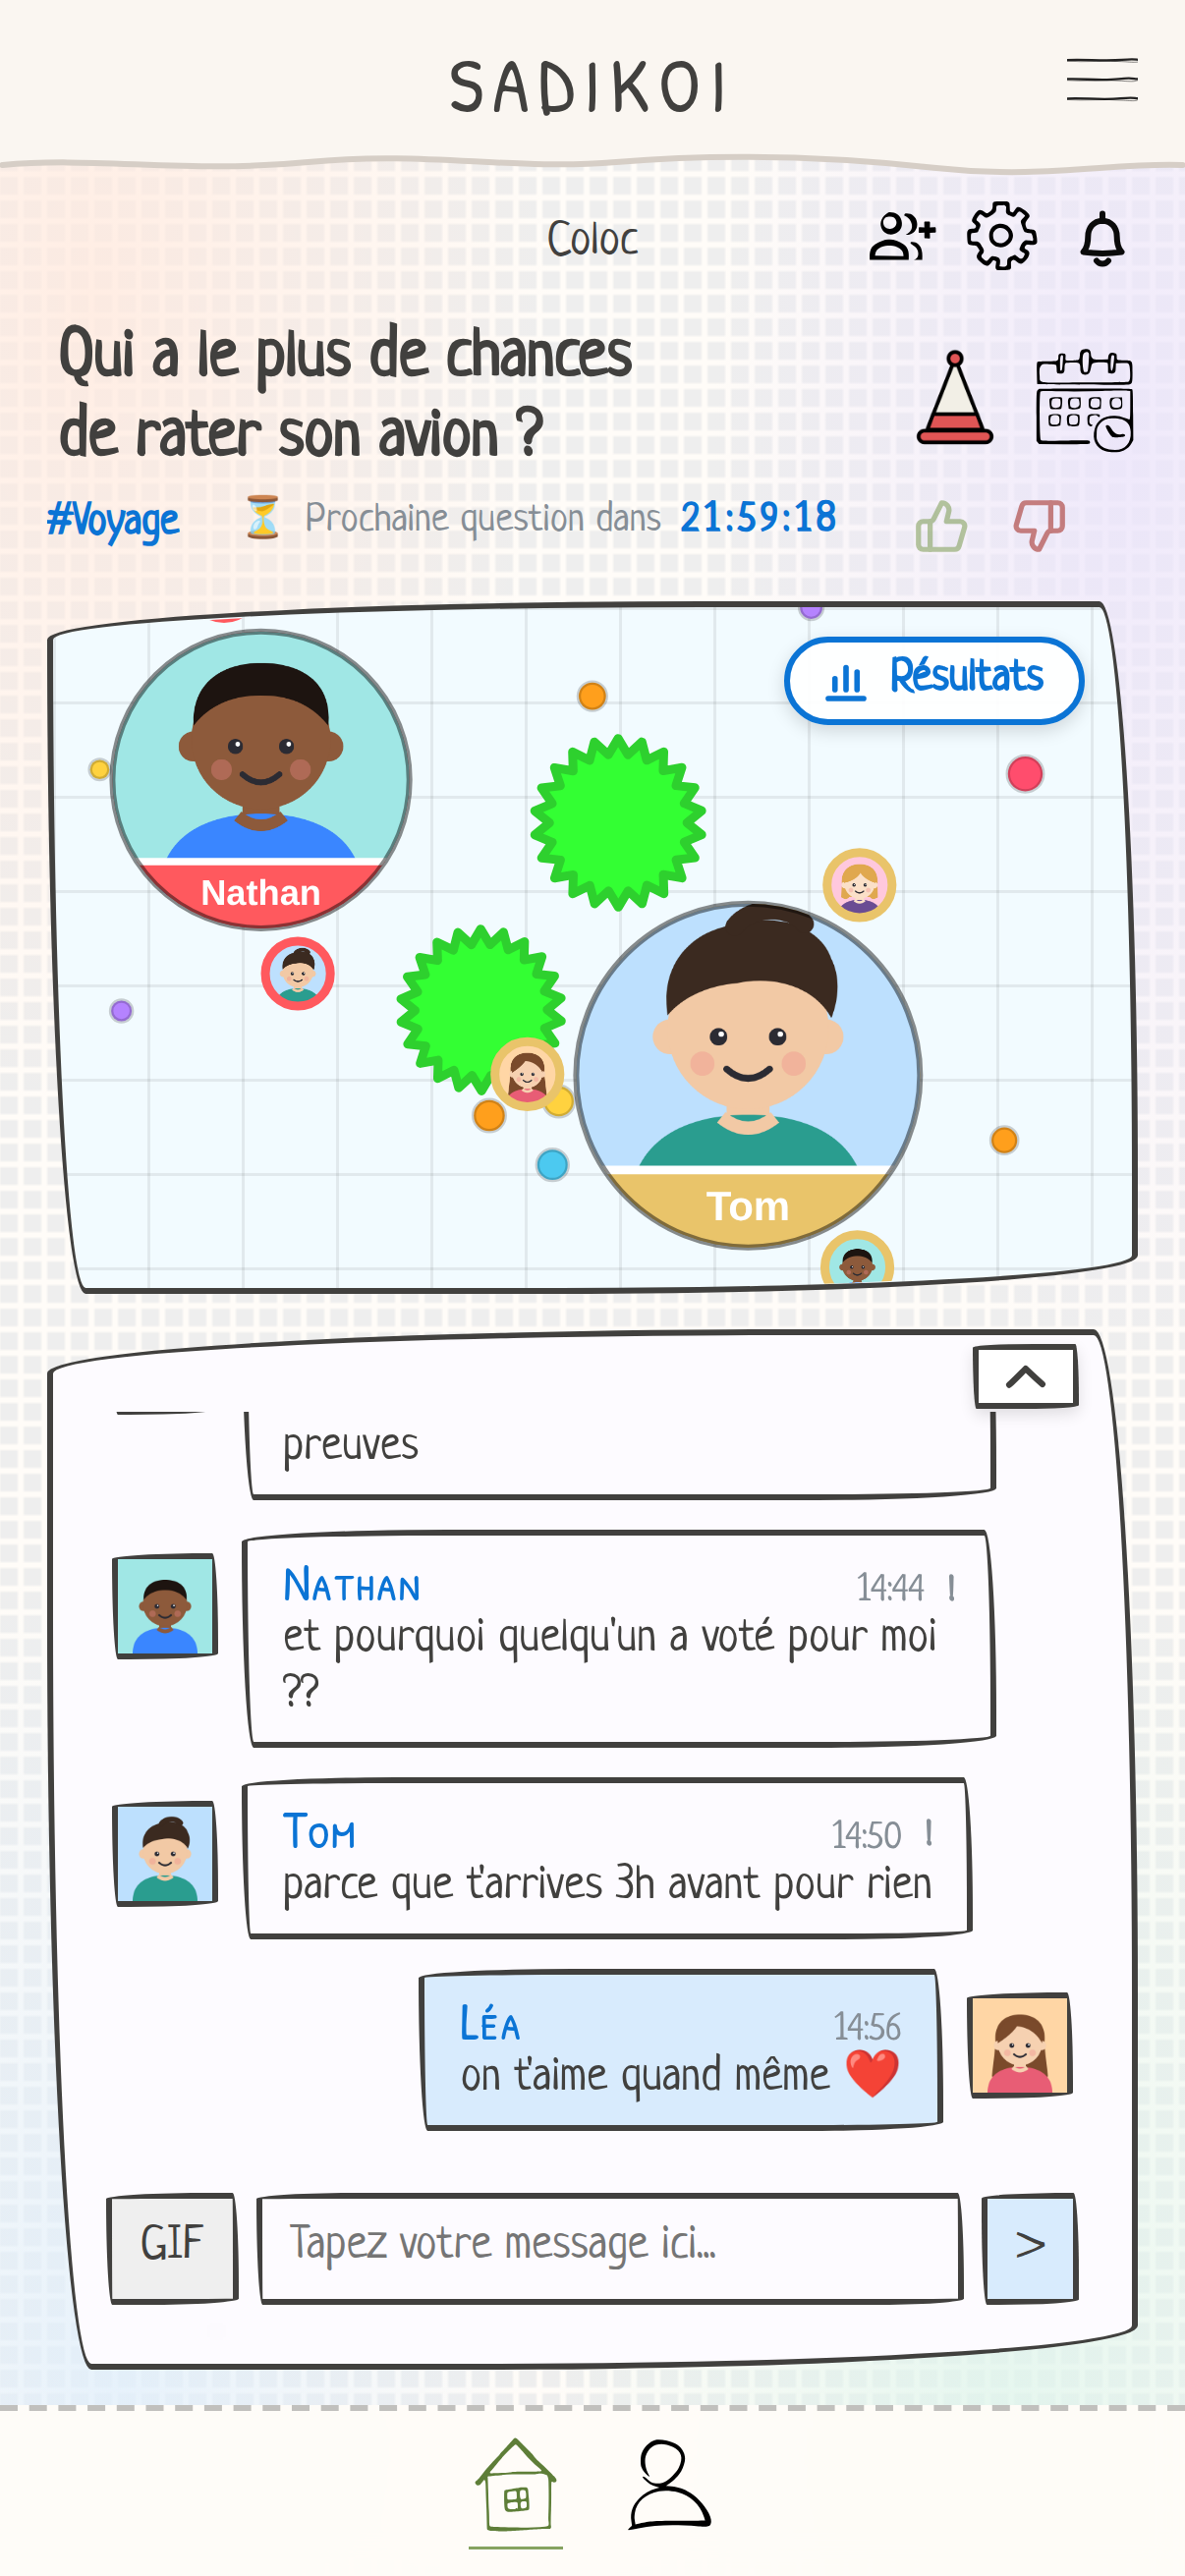 SADIKOI
Coloc
Qui a le plus de chances
de rater son avion ?
#Voyage ⏳ Prochaine question dans 21:59:18
Résultats
Nathan
Tom
preuves
Nathan 14:44 !
et pourquoi quelqu'un a voté pour moi
??
Tom 14:50 !
parce que t'arrives 3h avant pour rien
Léa 14:56
on t'aime quand même ❤️
GIF Tapez votre message ici... >